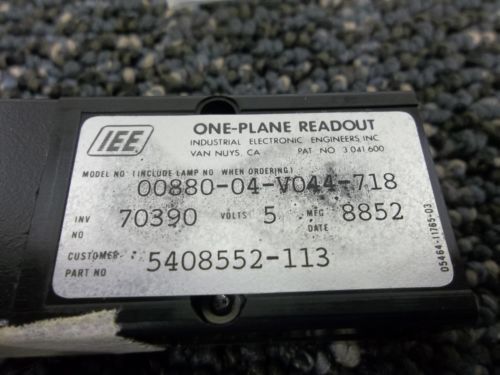 IEE
ONE-PLANE READOUT
INDUSTRIAL ELECTRONIC ENGINEERS, INC.
VAN NUYS, CA PAT NO 3 041 600
MODEL NO (INCLUDE LAMP NO WHEN ORDERING)
00880-04-V044-718
INV NO 70390 VOLTS 5 MFG DATE 8852
CUSTOMER PART NO 5408552-113
05464-11765-03